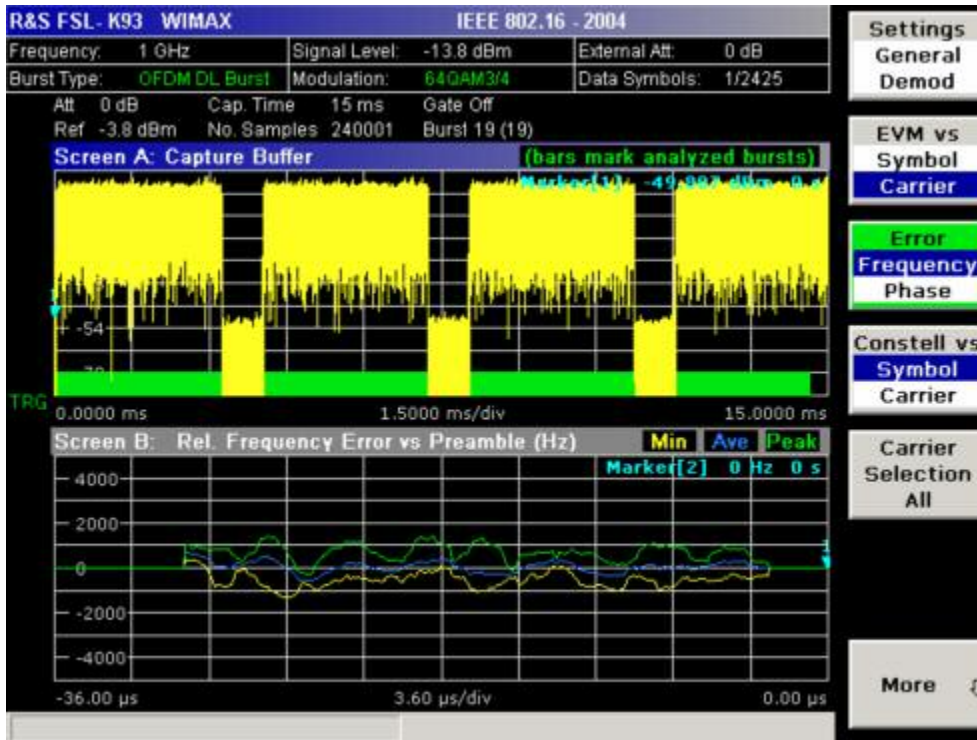 R&S FSL-K93 WIMAX IEEE 802.16 - 2004
Frequency: 1 GHz Signal Level: -13.8 dBm External Att: 0 dB
Burst Type: OFDM DL Burst Modulation: 64QAM3/4 Data Symbols: 1/2425
Att 0 dB Cap. Time 15 ms Gate Off
Ref -3.8 dBm No. Samples 240001 Burst 19 (19)
Screen A: Capture Buffer (bars mark analyzed bursts)
Marker[1] 0 s
-54
TRG
0.0000 ms 1.5000 ms/div 15.0000 ms
Screen B: Rel. Frequency Error vs Preamble (Hz) Min Ave Peak
Marker[2] 0 Hz 0 s
4000
2000
0
-2000
-4000
-36.00 µs 3.60 µs/div 0.00 µs
Settings
General
Demod
EVM vs
Symbol
Carrier
Error
Frequency
Phase
Constell vs
Symbol
Carrier
Carrier
Selection
All
More